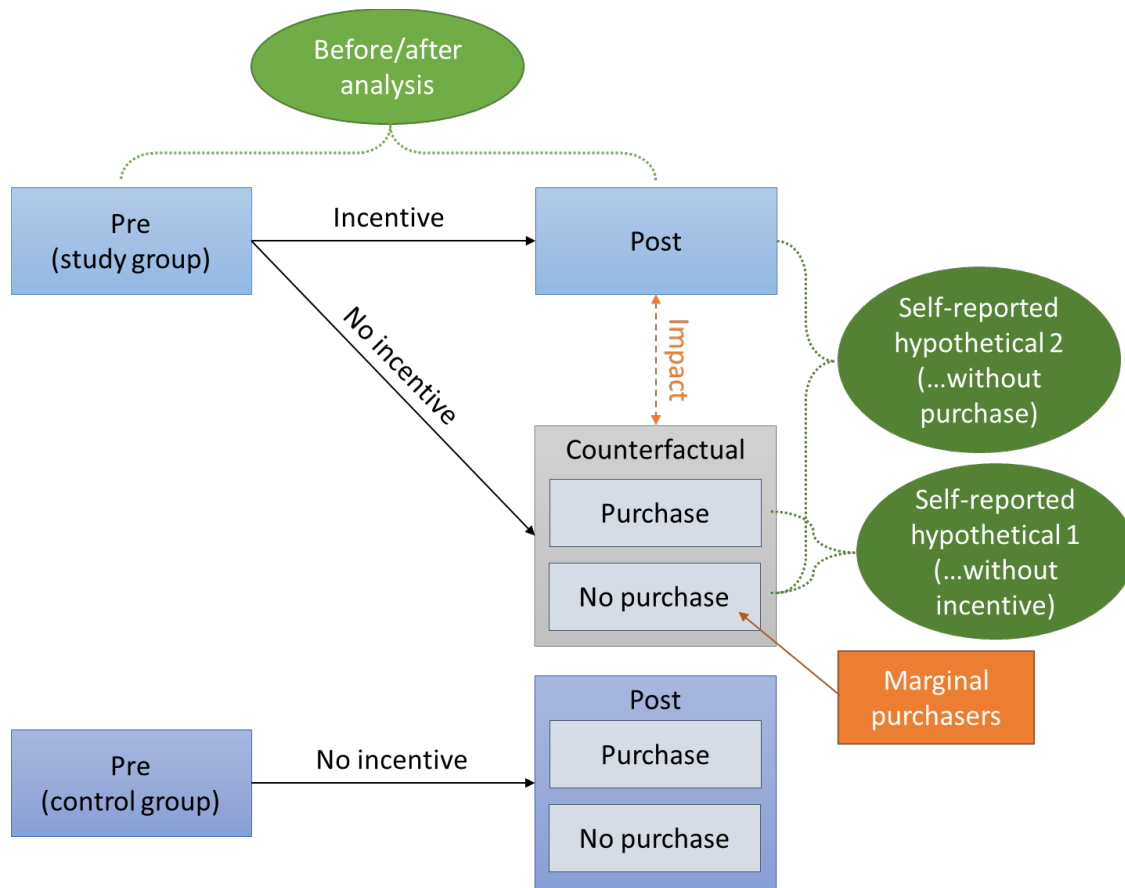 Before/after
analysis
Pre
(study group)
Incentive
Post
No incentive
Impact
Self-reported
hypothetical 2
(...without
purchase)
Counterfactual
Purchase
No purchase
Self-reported
hypothetical 1
(...without
incentive)
Marginal
purchasers
Pre
(control group)
No incentive
Post
Purchase
No purchase